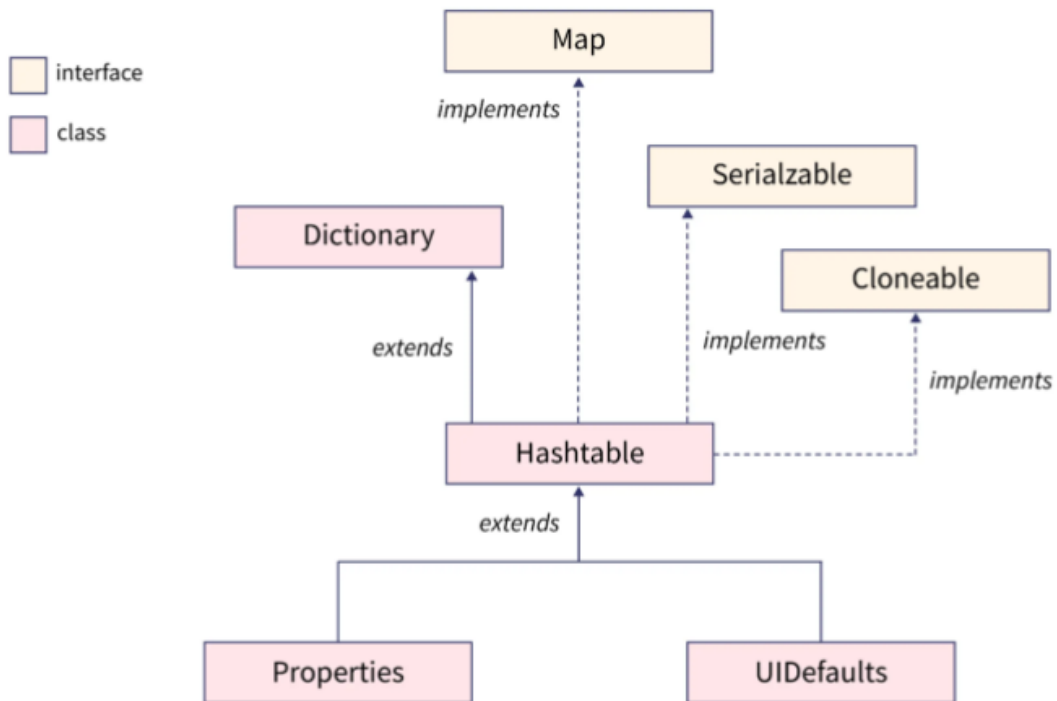 Map
interface
implements
class
Serialzable
Dictionary
Cloneable
extends
implements
implements
Hashtable
extends
Properties
UIDefaults